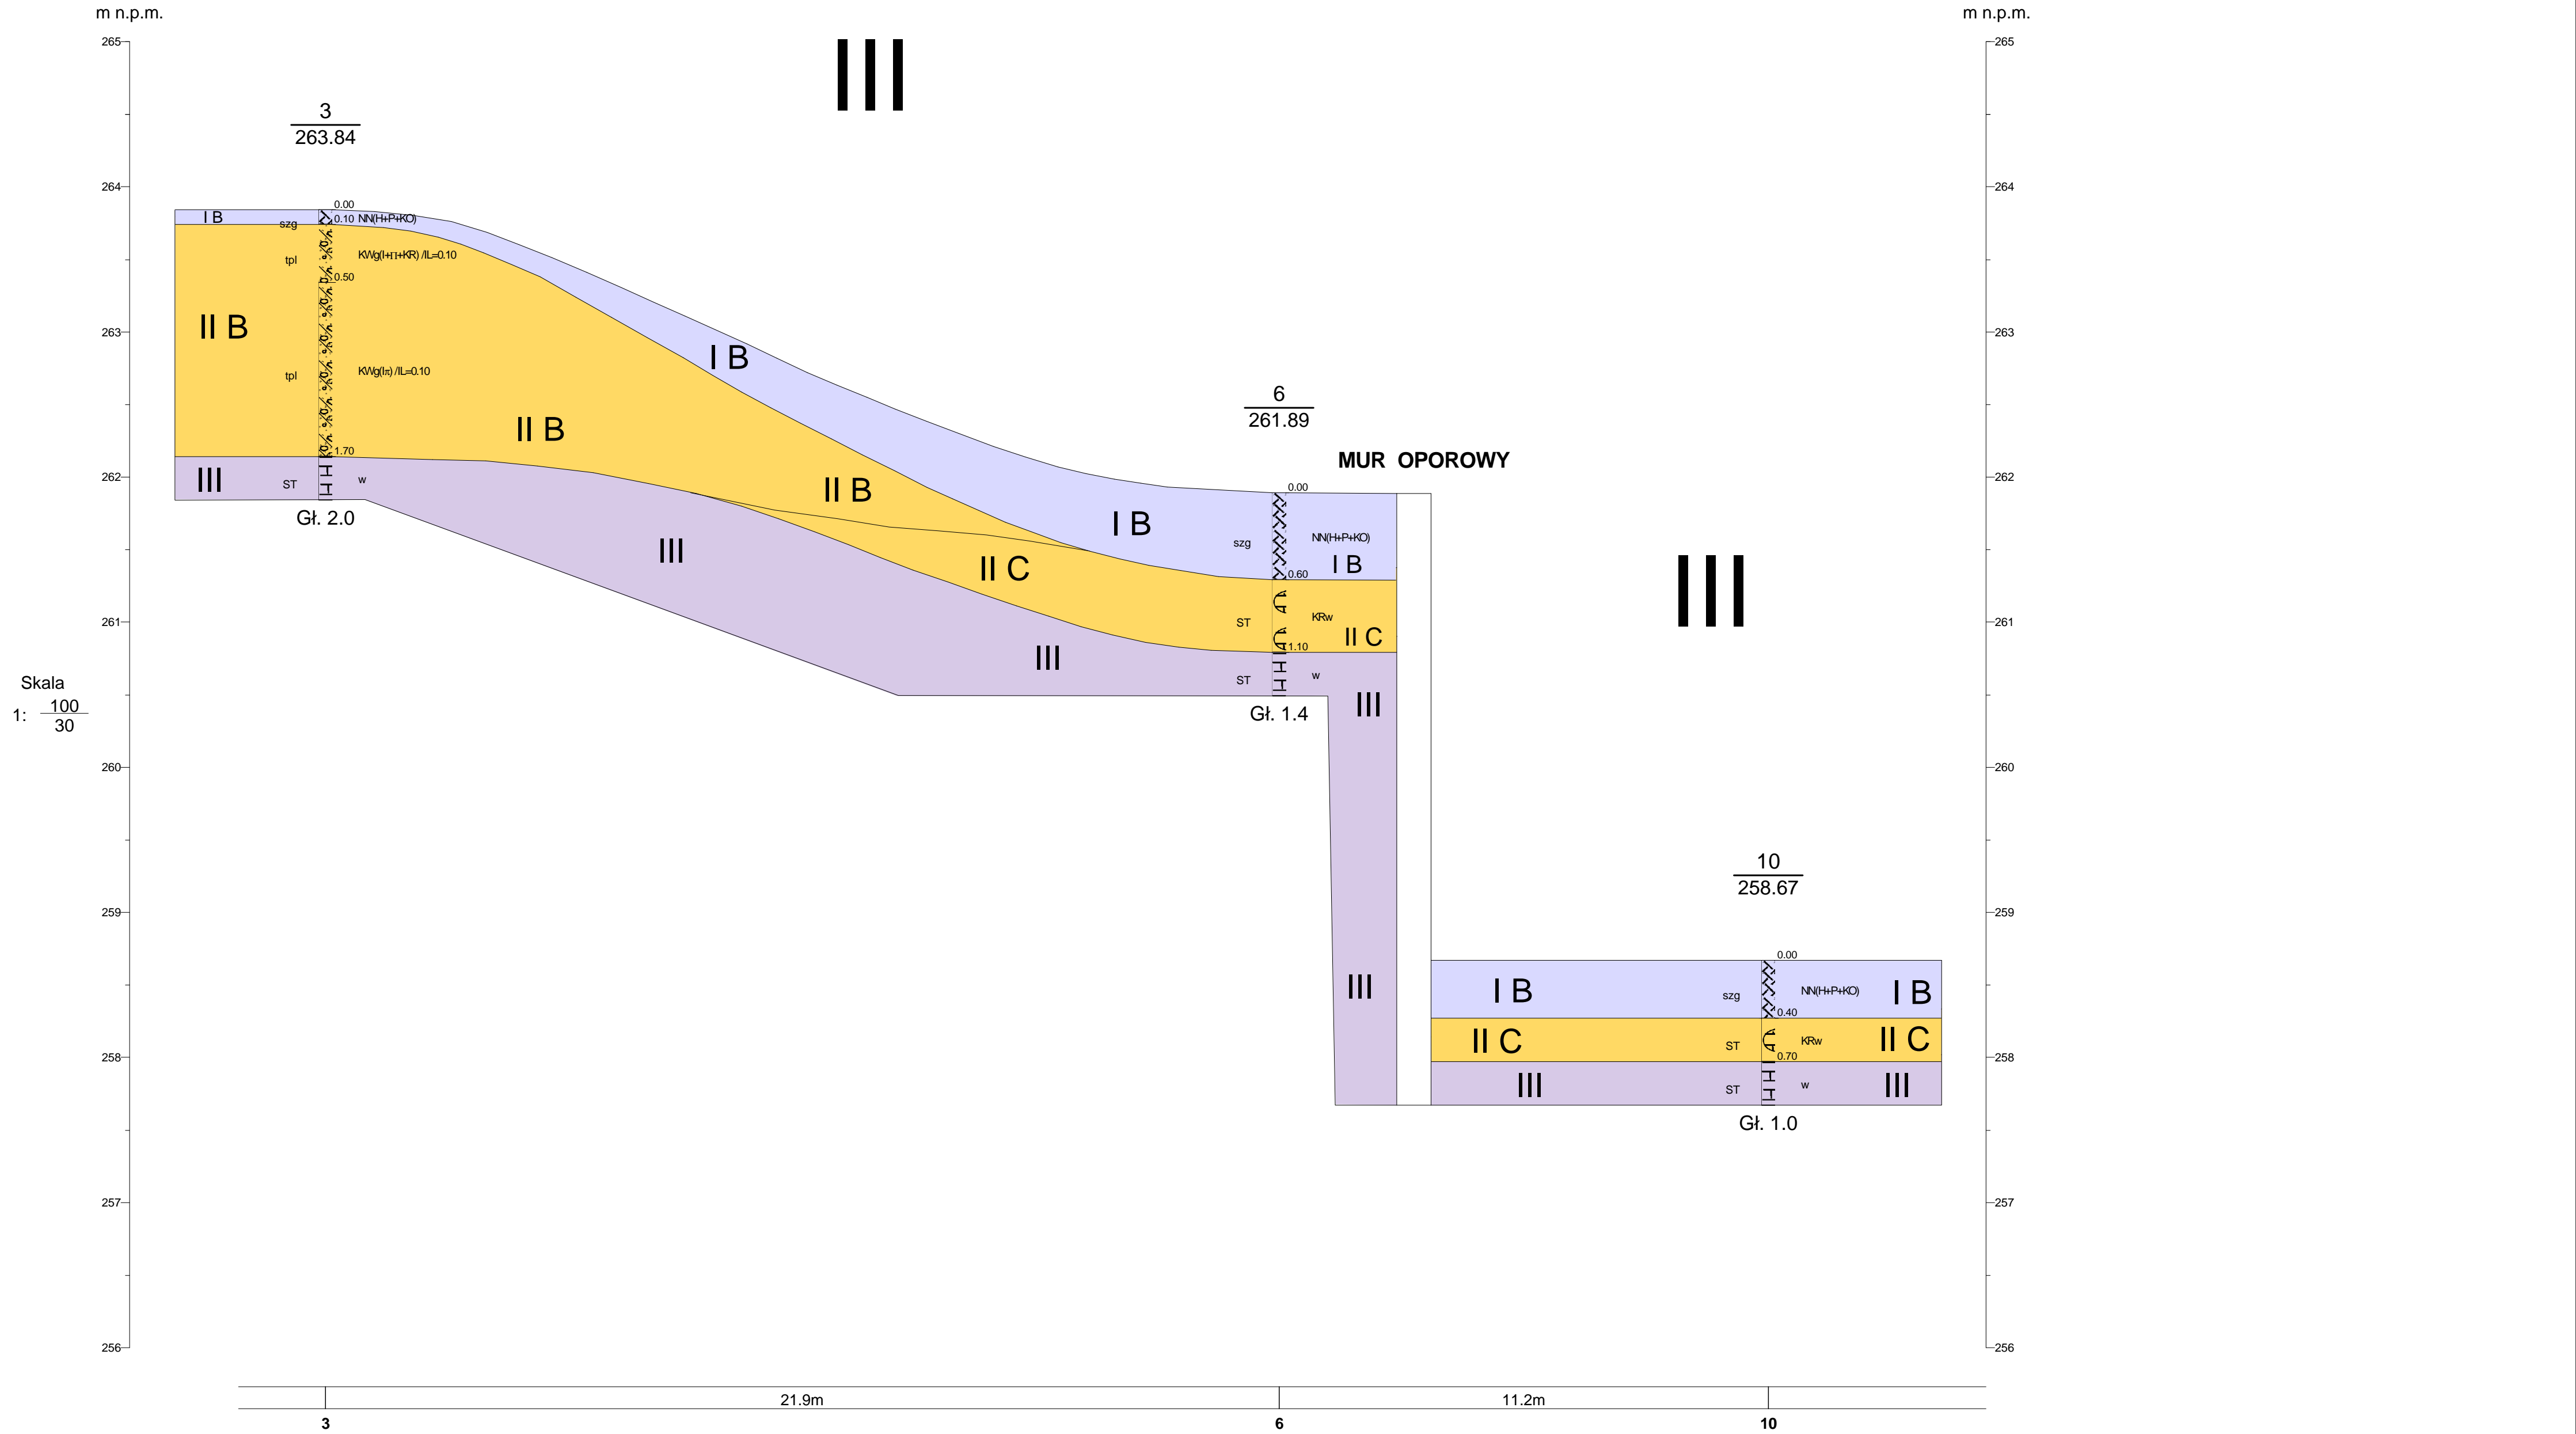 m n.p.m.
m n.p.m.
265
265
III
3
263.84
264
264
0.00
I B
0.10 NN(H+P+KO)
szg
tpl
KWg(I+π+KR) /IL=0.10
0.50
II B
263
263
I B
tpl
KWg(Iπ) /IL=0.10
6
261.89
II B
1.70
MUR OPOROWY
III
ST
w
262
262
II B
0.00
Gł. 2.0
I B
szg
NN(H+P+KO)
III
I B
II C
0.60
III
261
261
ST
KRw
II C
1.10
III
ST
w
Skala
1: 100
30
III
Gł. 1.4
260
260
10
258.67
259
259
0.00
III
I B
szg
NN(H+P+KO)
I B
0.40
II C
ST
KRw
II C
258
258
0.70
III
ST
w
III
Gł. 1.0
257
257
256
256
21.9m
11.2m
3
6
10